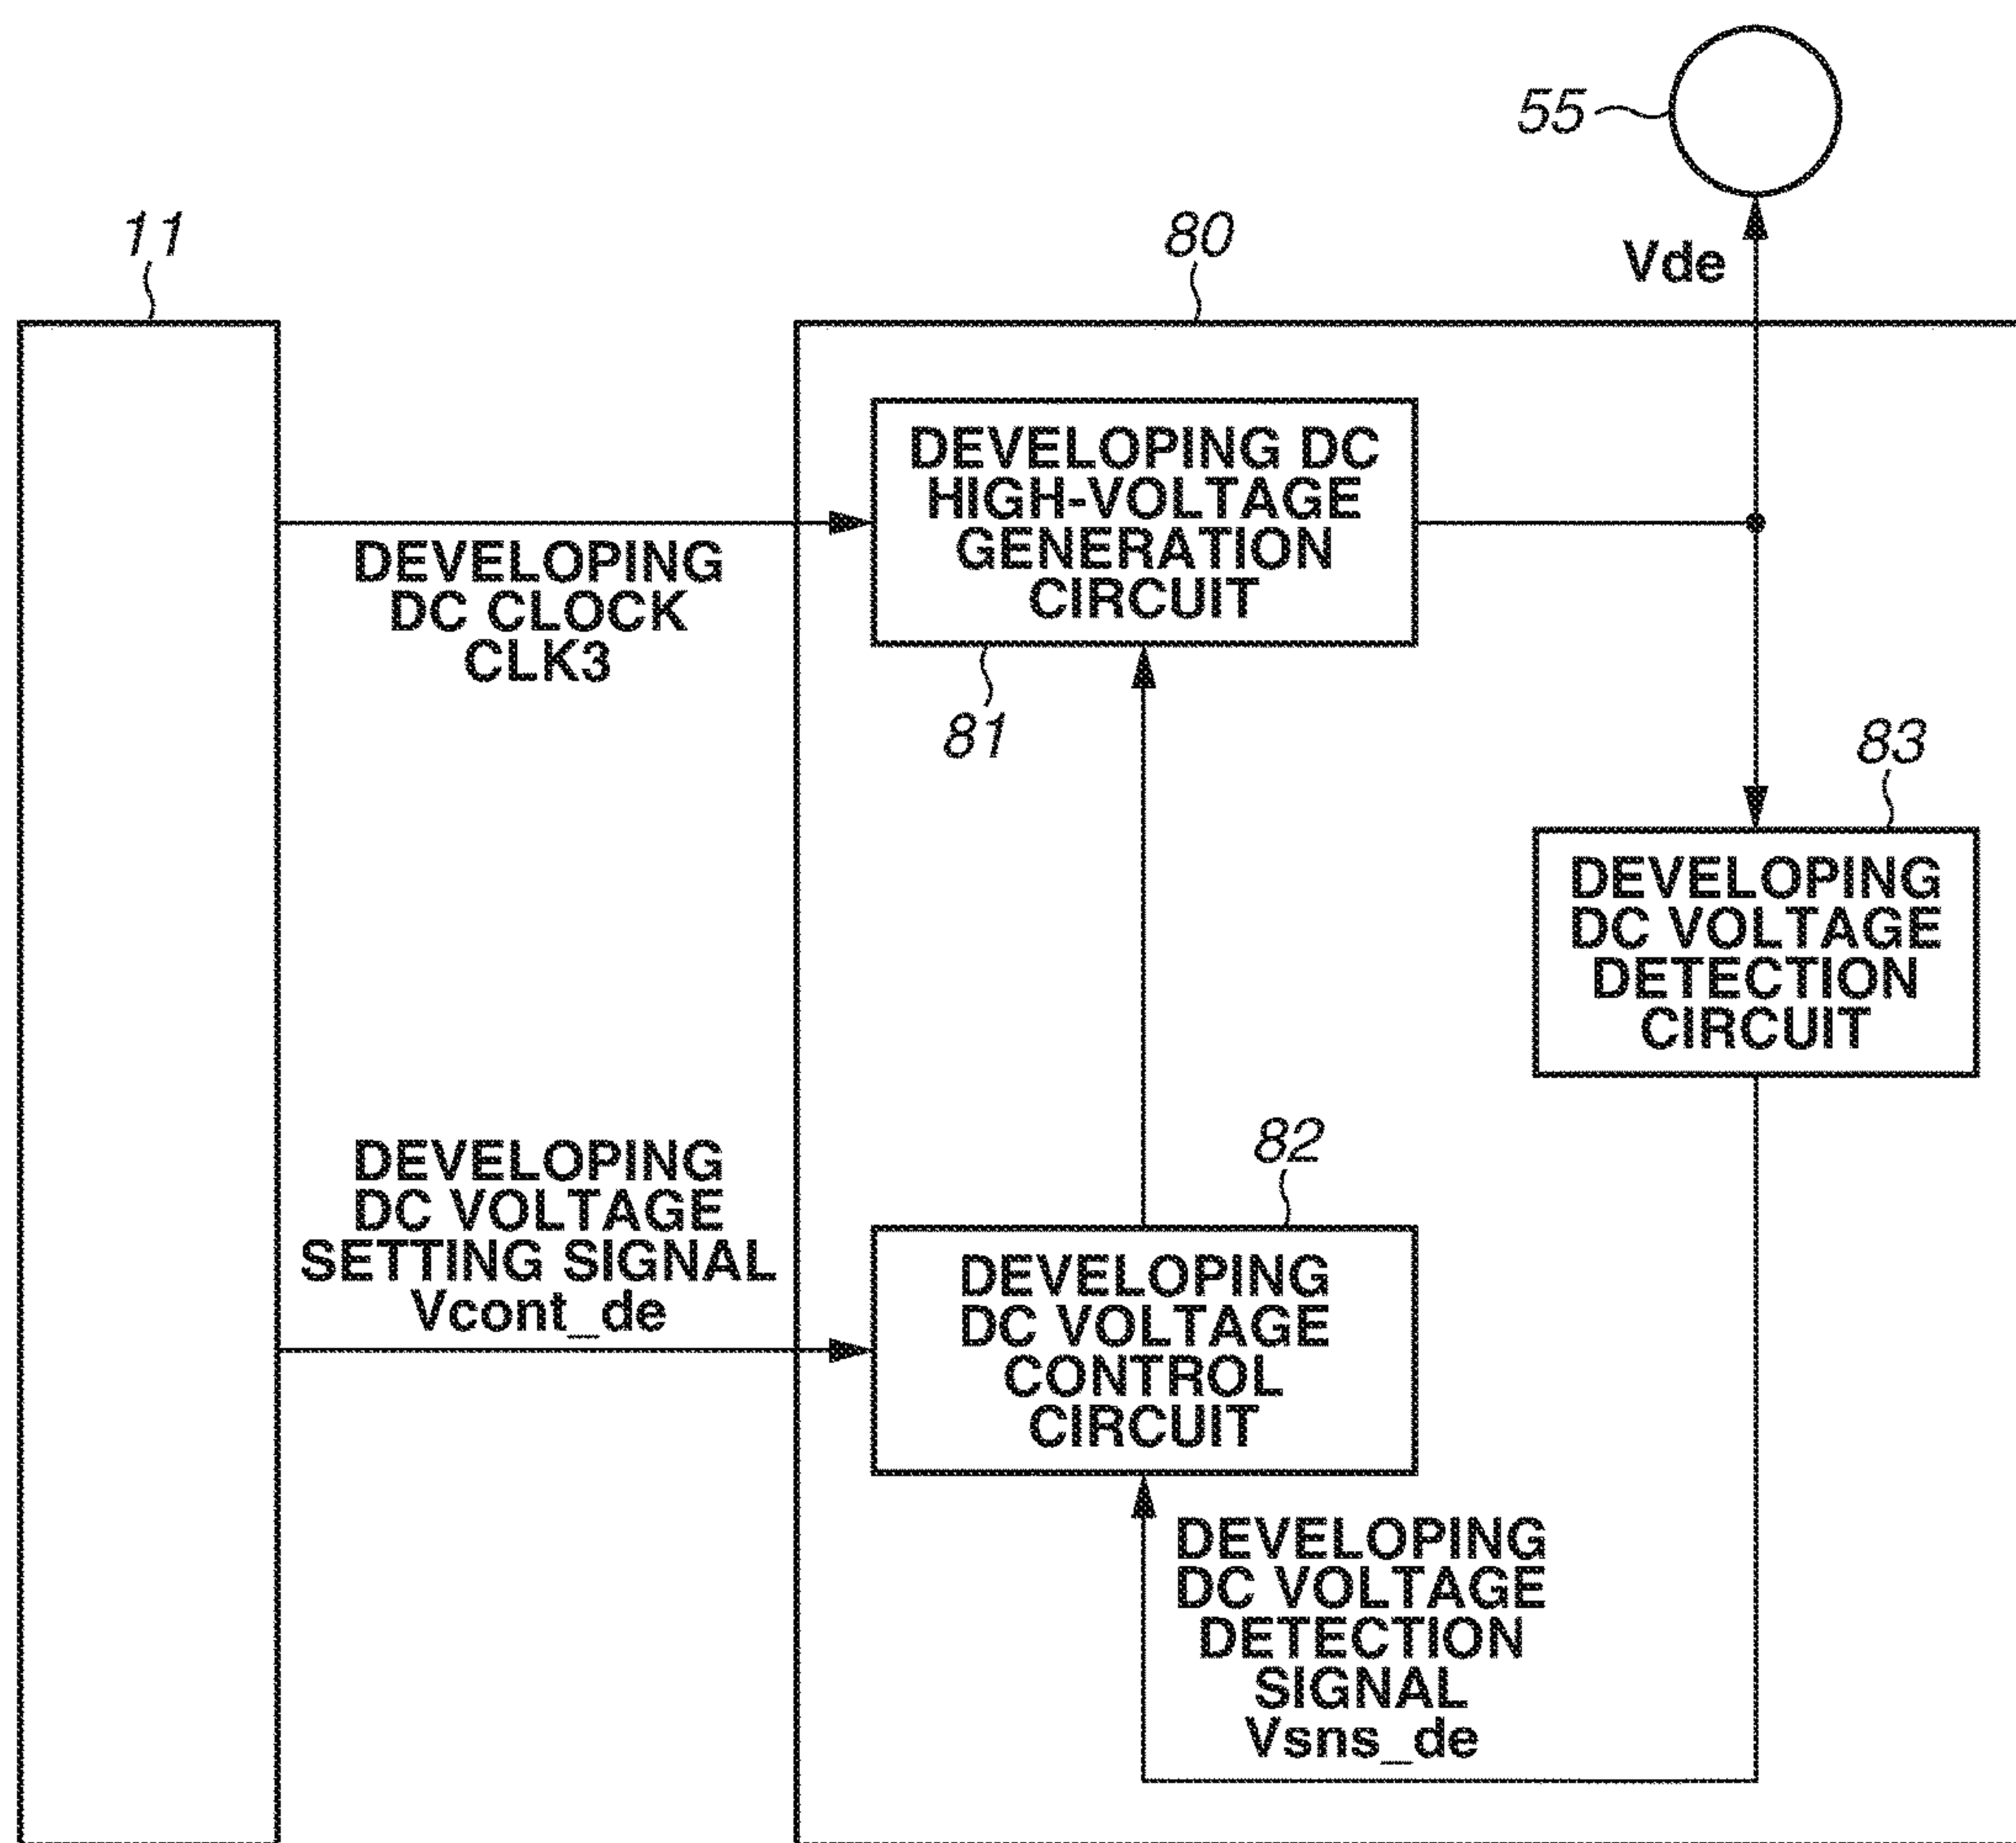 55
11
80
Vde
DEVELOPING DC
HIGH-VOLTAGE
GENERATION
CIRCUIT
DEVELOPING
DC CLOCK
CLK3
81
83
DEVELOPING
DC VOLTAGE
DETECTION
CIRCUIT
DEVELOPING
DC VOLTAGE
SETTING SIGNAL
Vcont_de
82
DEVELOPING
DC VOLTAGE
CONTROL
CIRCUIT
DEVELOPING
DC VOLTAGE
DETECTION
SIGNAL
Vsns_de